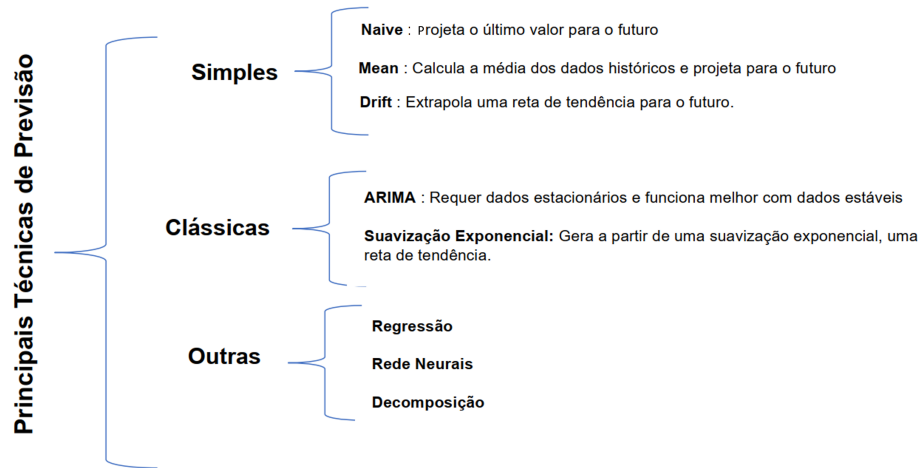 Principais Técnicas de Previsão
Simples
Naive : Projeta o último valor para o futuro
Mean : Calcula a média dos dados históricos e projeta para o futuro
Drift : Extrapola uma reta de tendência para o futuro.
Clássicas
ARIMA : Requer dados estacionários e funciona melhor com dados estáveis
Suavização Exponencial: Gera a partir de uma suavização exponencial, uma
reta de tendência.
Outras
Regressão
Rede Neurais
Decomposição